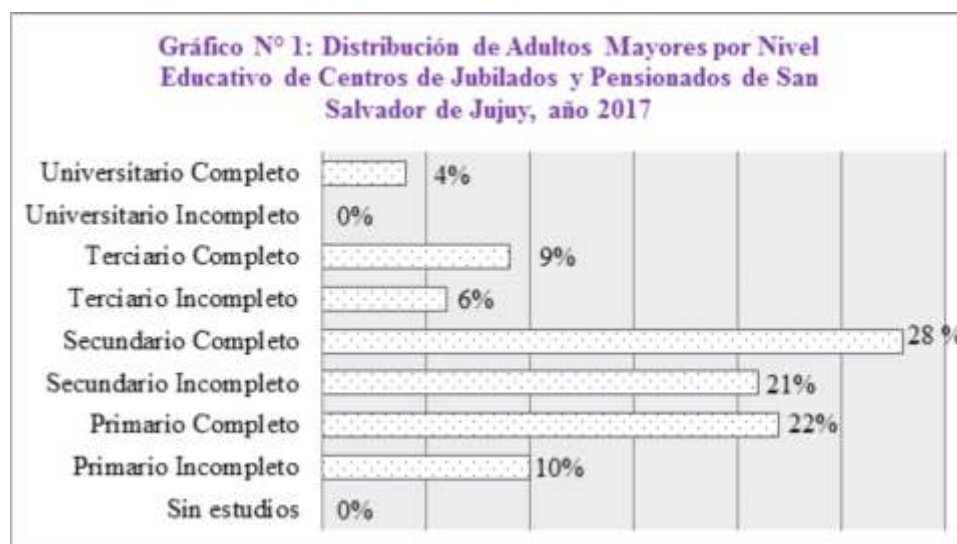 Gráfico N° 1: Distribución de Adultos Mayores por Nivel
Educativo de Centros de Jubilados y Pensionados de San
Salvador de Jujuy, año 2017
Universitario Completo 4%
Universitario Incompleto 0%
Terciario Completo 9%
Terciario Incompleto 6%
Secundario Completo 28 %
Secundario Incompleto 21%
Primario Completo 22%
Primario Incompleto 10%
Sin estudios 0%